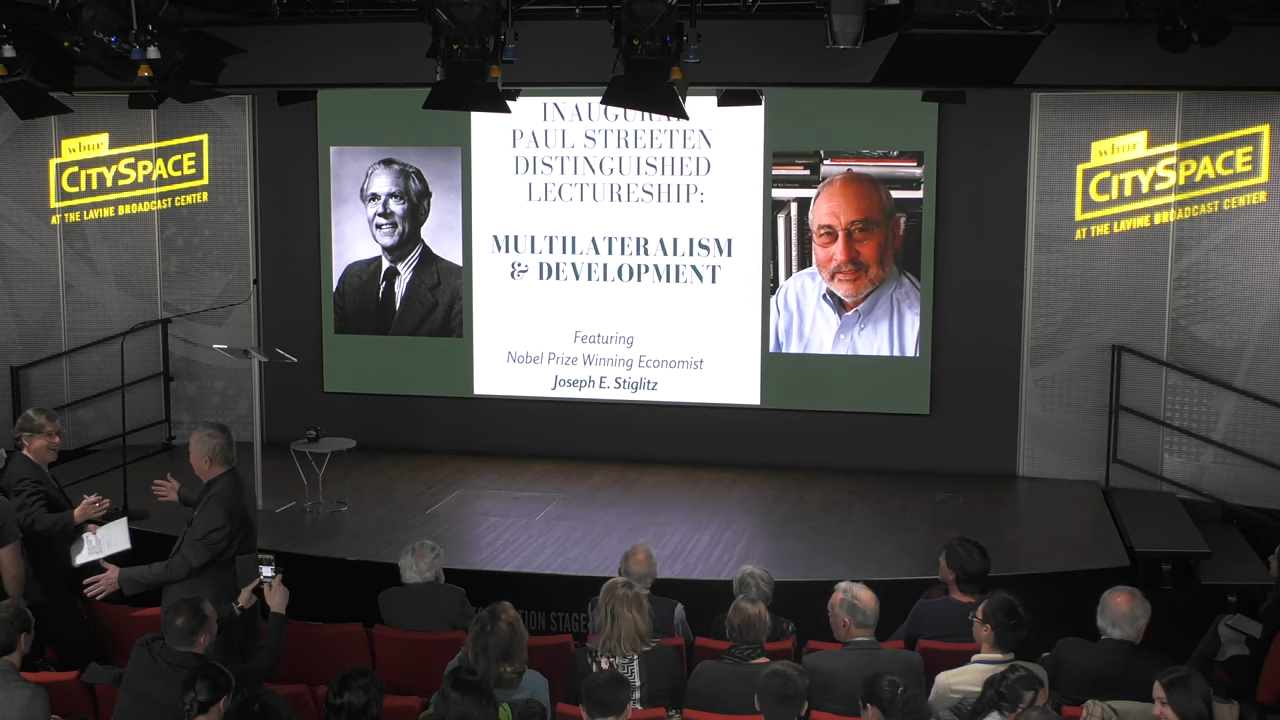 INAUGURAL
PAUL STREETEN
DISTINGUISHED
LECTURESHIP:
MULTILATERALISM
& DEVELOPMENT
Featuring
Nobel Prize Winning Economist
Joseph E. Stiglitz
wbur
CITYSPACE
AT THE LAVINE BROADCAST CENTER
wbur
CITYSPACE
AT THE LAVINE BROADCAST CENTER
STAGE